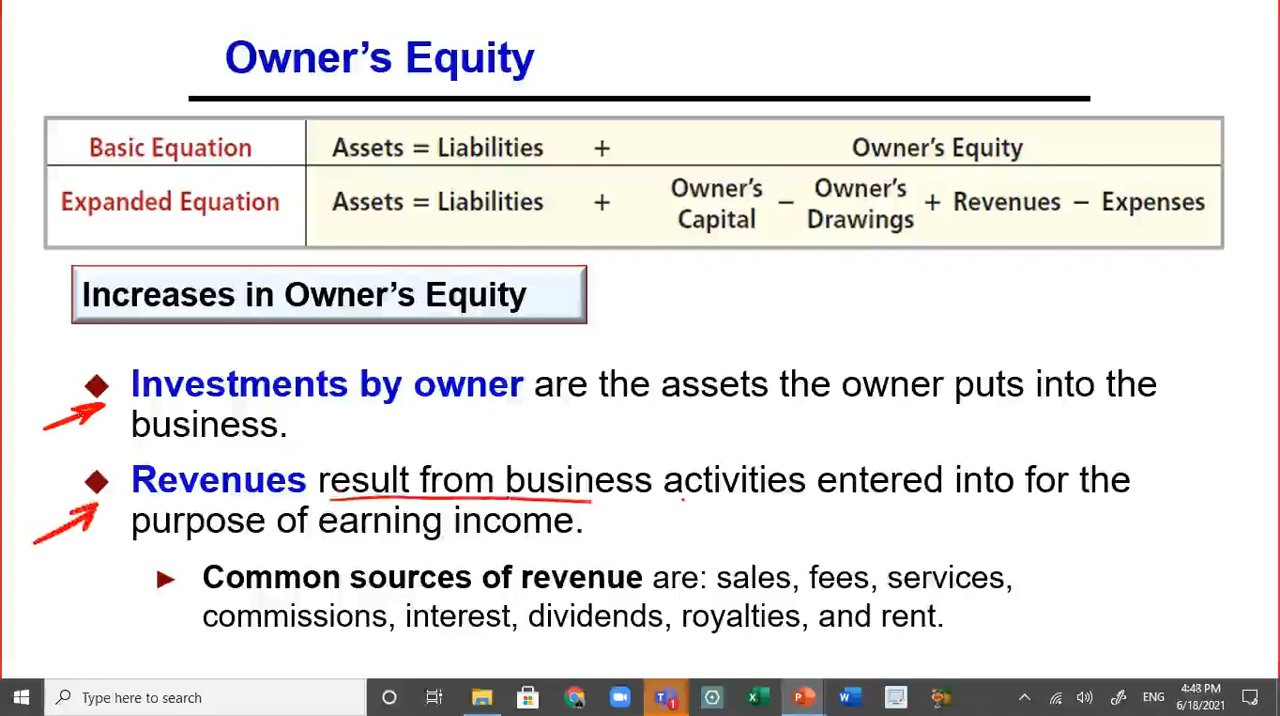 Owner’s Equity
Basic Equation Assets = Liabilities + Owner’s Equity
Expanded Equation Assets = Liabilities + Owner’s Capital − Owner’s Drawings + Revenues − Expenses
Increases in Owner’s Equity
Investments by owner are the assets the owner puts into the
business.
Revenues result from business activities entered into for the
purpose of earning income.
Common sources of revenue are: sales, fees, services,
commissions, interest, dividends, royalties, and rent.
Type here to search
ENG
4:43 PM
6/18/2021